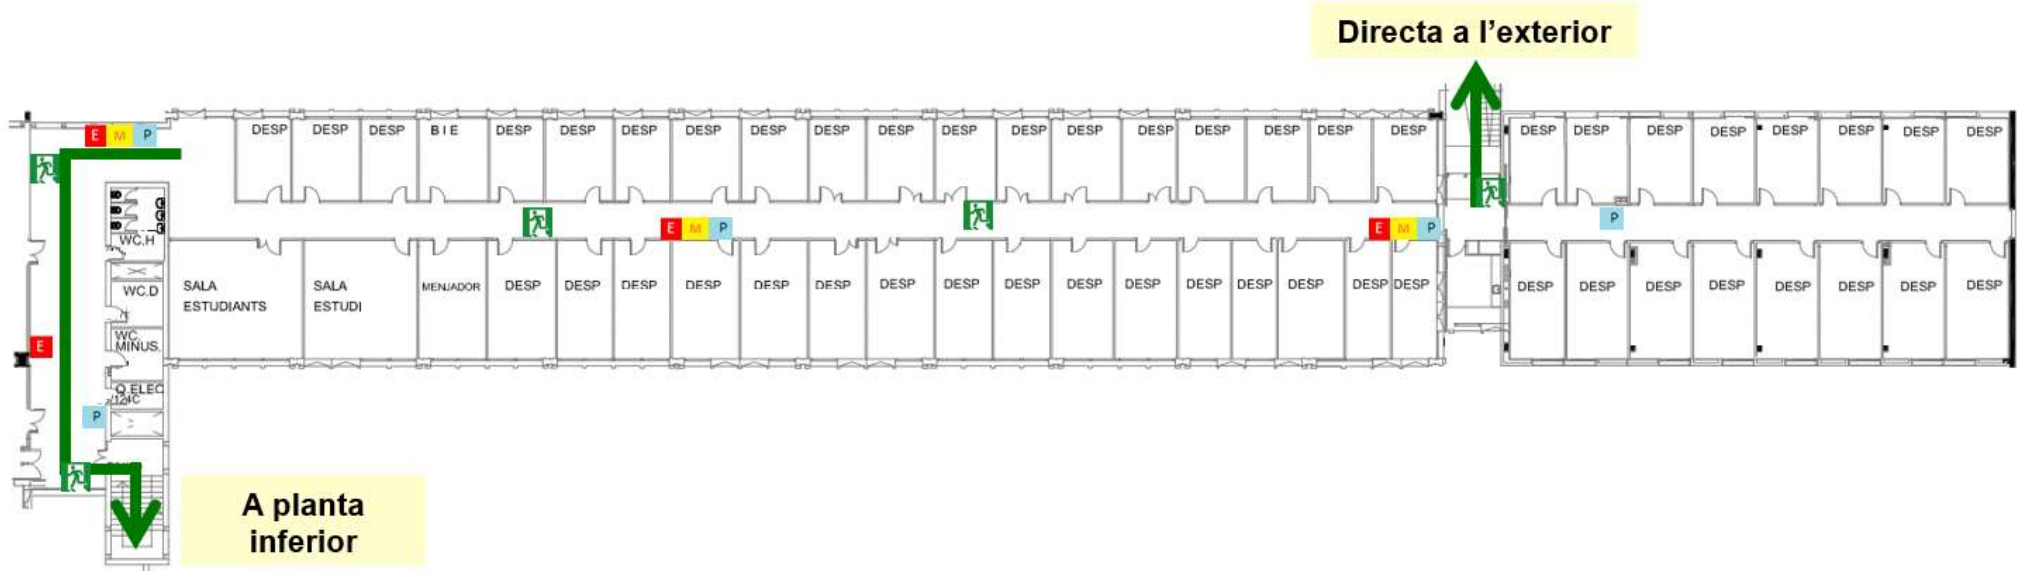 Directa a l'exterior
E M P
DESP DESP DESP B I E DESP DESP DESP DESP DESP DESP DESP DESP DESP DESP DESP DESP DESP DESP DESP DESP DESP DESP DESP DESP DESP DESP DESP
E M P
E M P
P
WC.H
WC.D
SALA
ESTUDIANTS
SALA
ESTUDI
MENJADOR
DESP DESP DESP DESP DESP DESP DESP DESP DESP DESP DESP DESP DESP DESP DESP DESP DESP DESP DESP DESP DESP DESP DESP DESP
WC.
MINUS.
E
Q.ELEC
124C
P
A planta
inferior